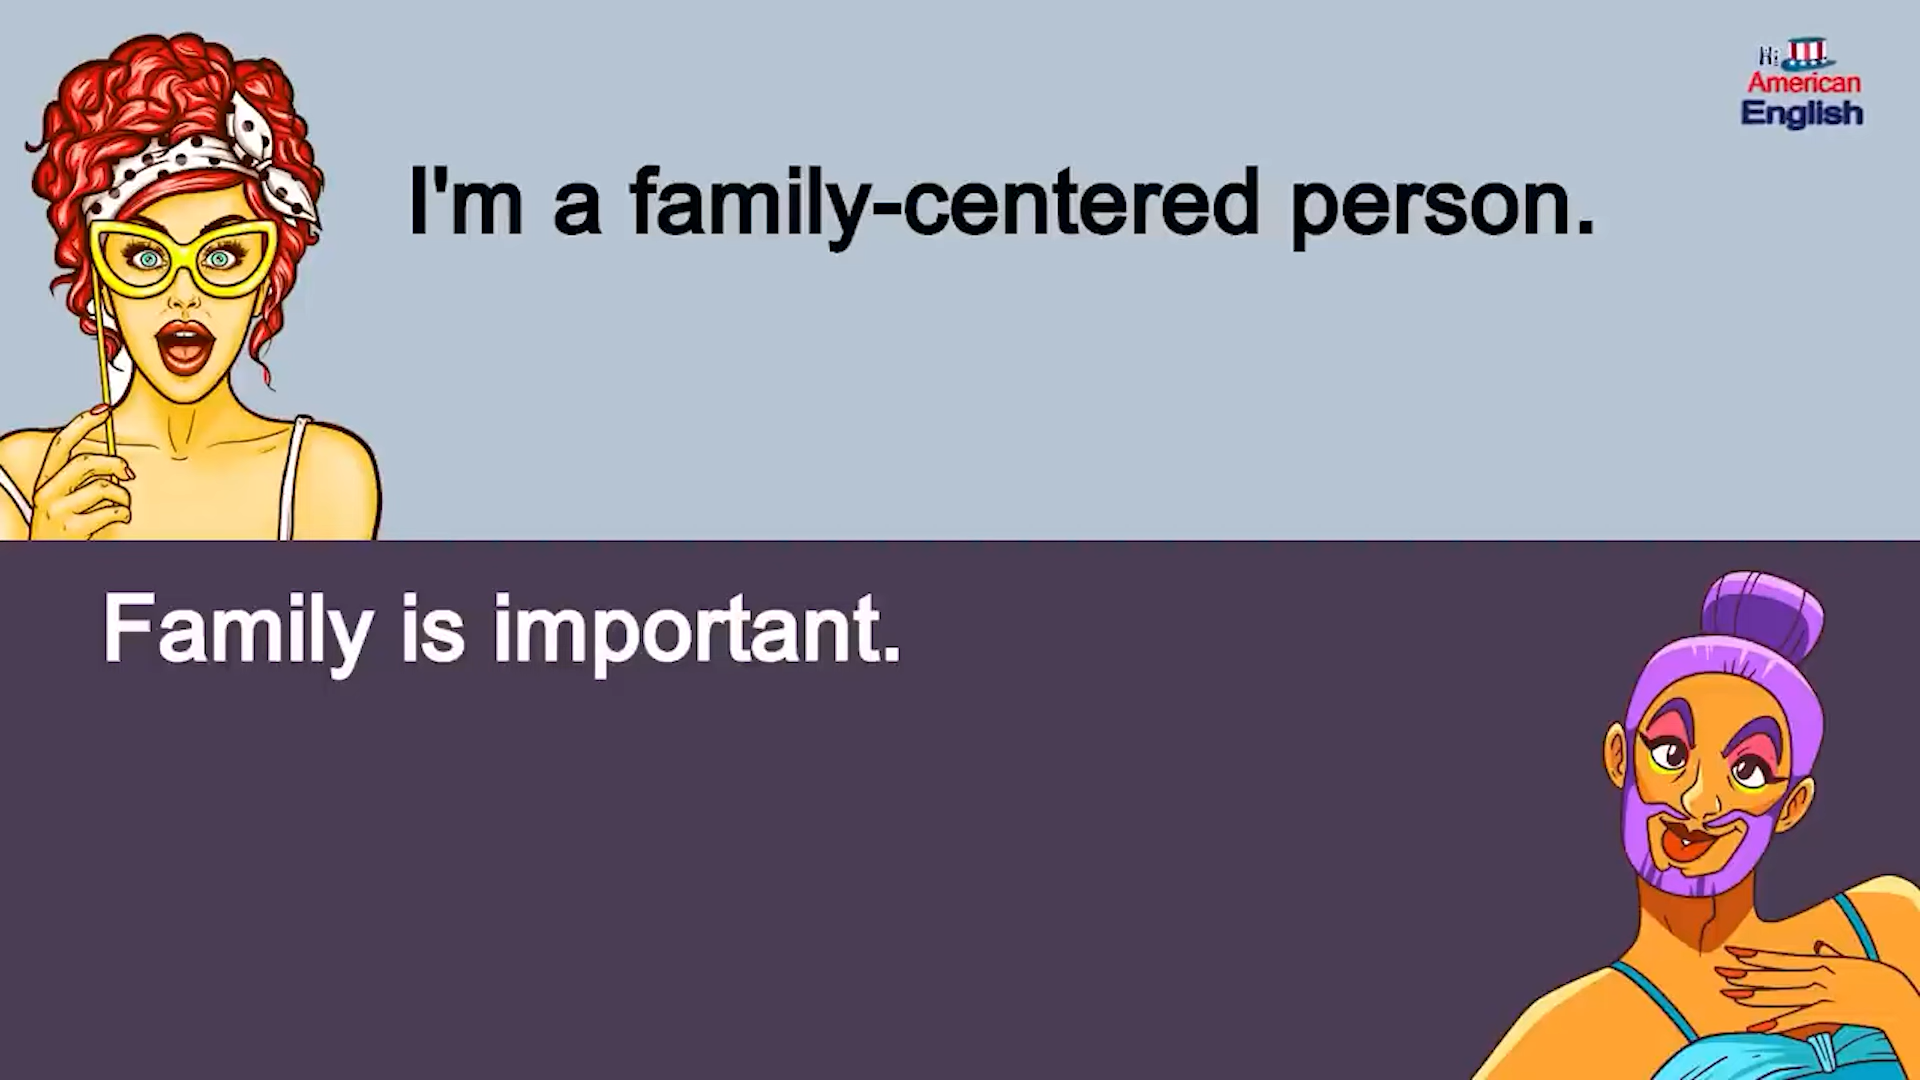 Hi
American
English
I'm a family-centered person.
Family is important.